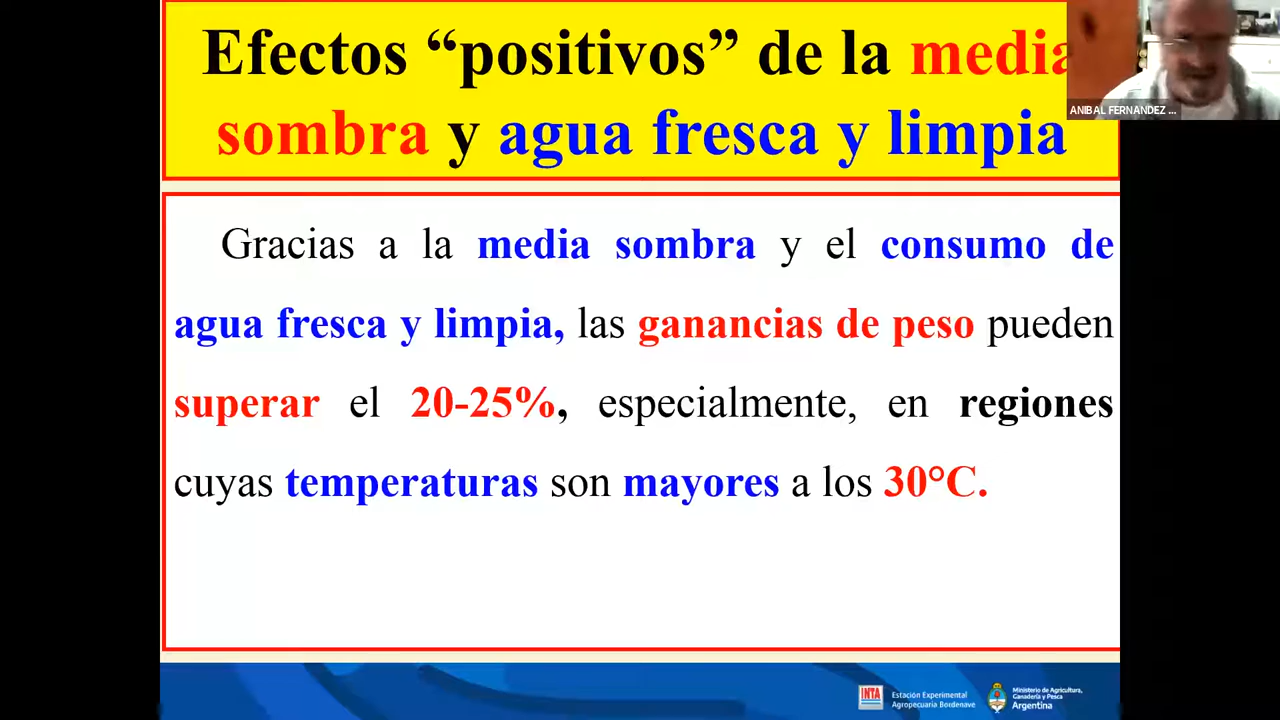 Efectos “positivos” de la media
sombra y agua fresca y limpia
ANIBAL FERNANDEZ ...
Gracias a la media sombra y el consumo de
agua fresca y limpia, las ganancias de peso pueden
superar el 20-25%, especialmente, en regiones
cuyas temperaturas son mayores a los 30°C.
INTA
Estación Experimental
Agropecuaria Bordenave
Ministerio de Agricultura,
Ganadería y Pesca
Argentina